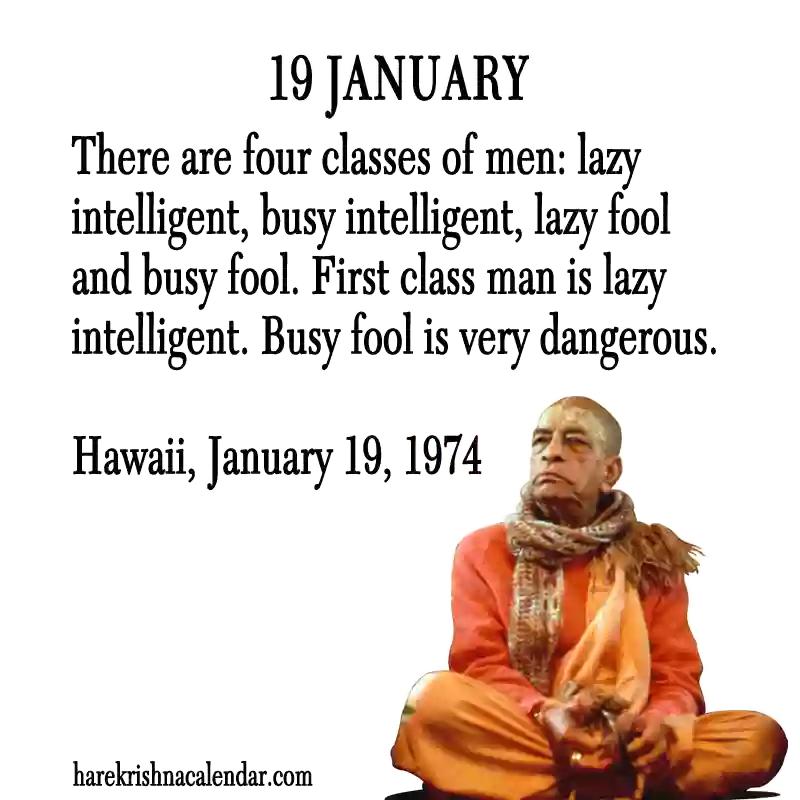 19 JANUARY
There are four classes of men: lazy
intelligent, busy intelligent, lazy fool
and busy fool. First class man is lazy
intelligent. Busy fool is very dangerous.
Hawaii, January 19, 1974
harekrishnacalendar.com